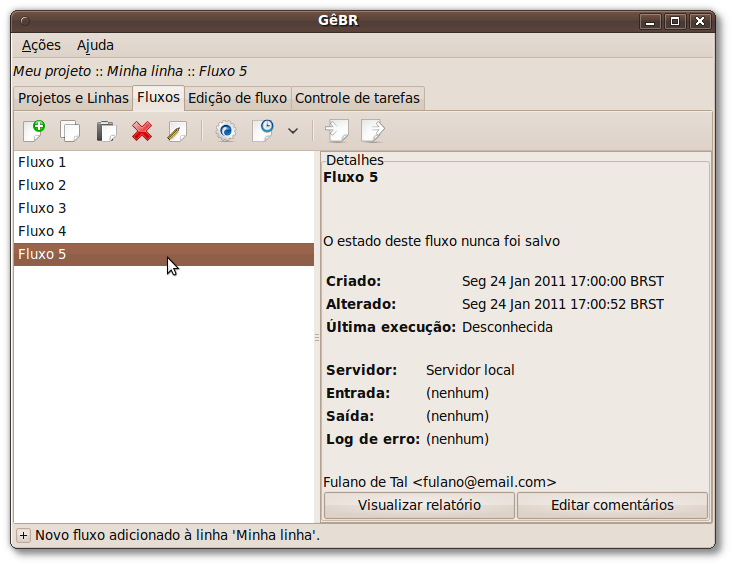 GêBR
Ações Ajuda
Meu projeto :: Minha linha :: Fluxo 5
Projetos e Linhas Fluxos Edição de fluxo Controle de tarefas
Fluxo 1
Fluxo 2
Fluxo 3
Fluxo 4
Fluxo 5
Detalhes
Fluxo 5
O estado deste fluxo nunca foi salvo
Criado: Seg 24 Jan 2011 17:00:00 BRST
Alterado: Seg 24 Jan 2011 17:00:52 BRST
Última execução: Desconhecida
Servidor: Servidor local
Entrada: (nenhum)
Saída: (nenhum)
Log de erro: (nenhum)
Fulano de Tal <fulano@email.com>
Visualizar relatório Editar comentários
Novo fluxo adicionado à linha 'Minha linha'.